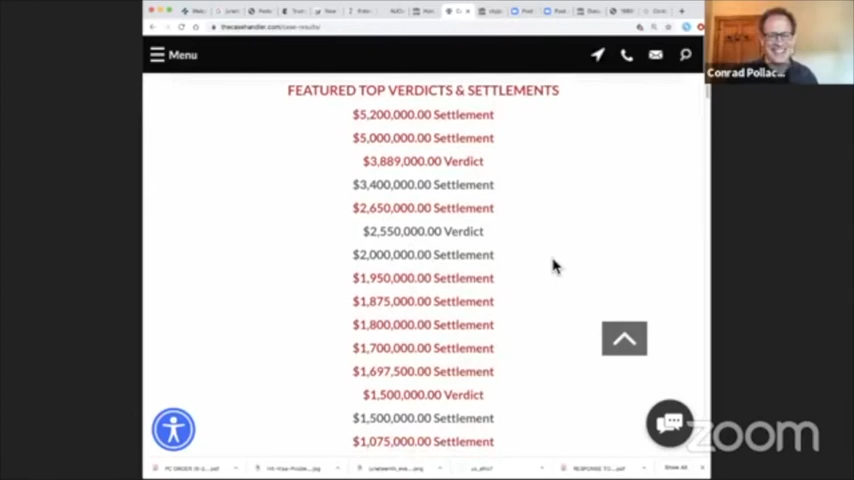 thecasehandler.com/case-results/
Menu
Conrad Pollac...
FEATURED TOP VERDICTS & SETTLEMENTS
$5,200,000.00 Settlement
$5,000,000.00 Settlement
$3,889,000.00 Verdict
$3,400,000.00 Settlement
$2,650,000.00 Settlement
$2,550,000.00 Verdict
$2,000,000.00 Settlement
$1,950,000.00 Settlement
$1,875,000.00 Settlement
$1,800,000.00 Settlement
$1,700,000.00 Settlement
$1,697,500.00 Settlement
$1,500,000.00 Verdict
$1,500,000.00 Settlement
$1,075,000.00 Settlement
zoom
Show All